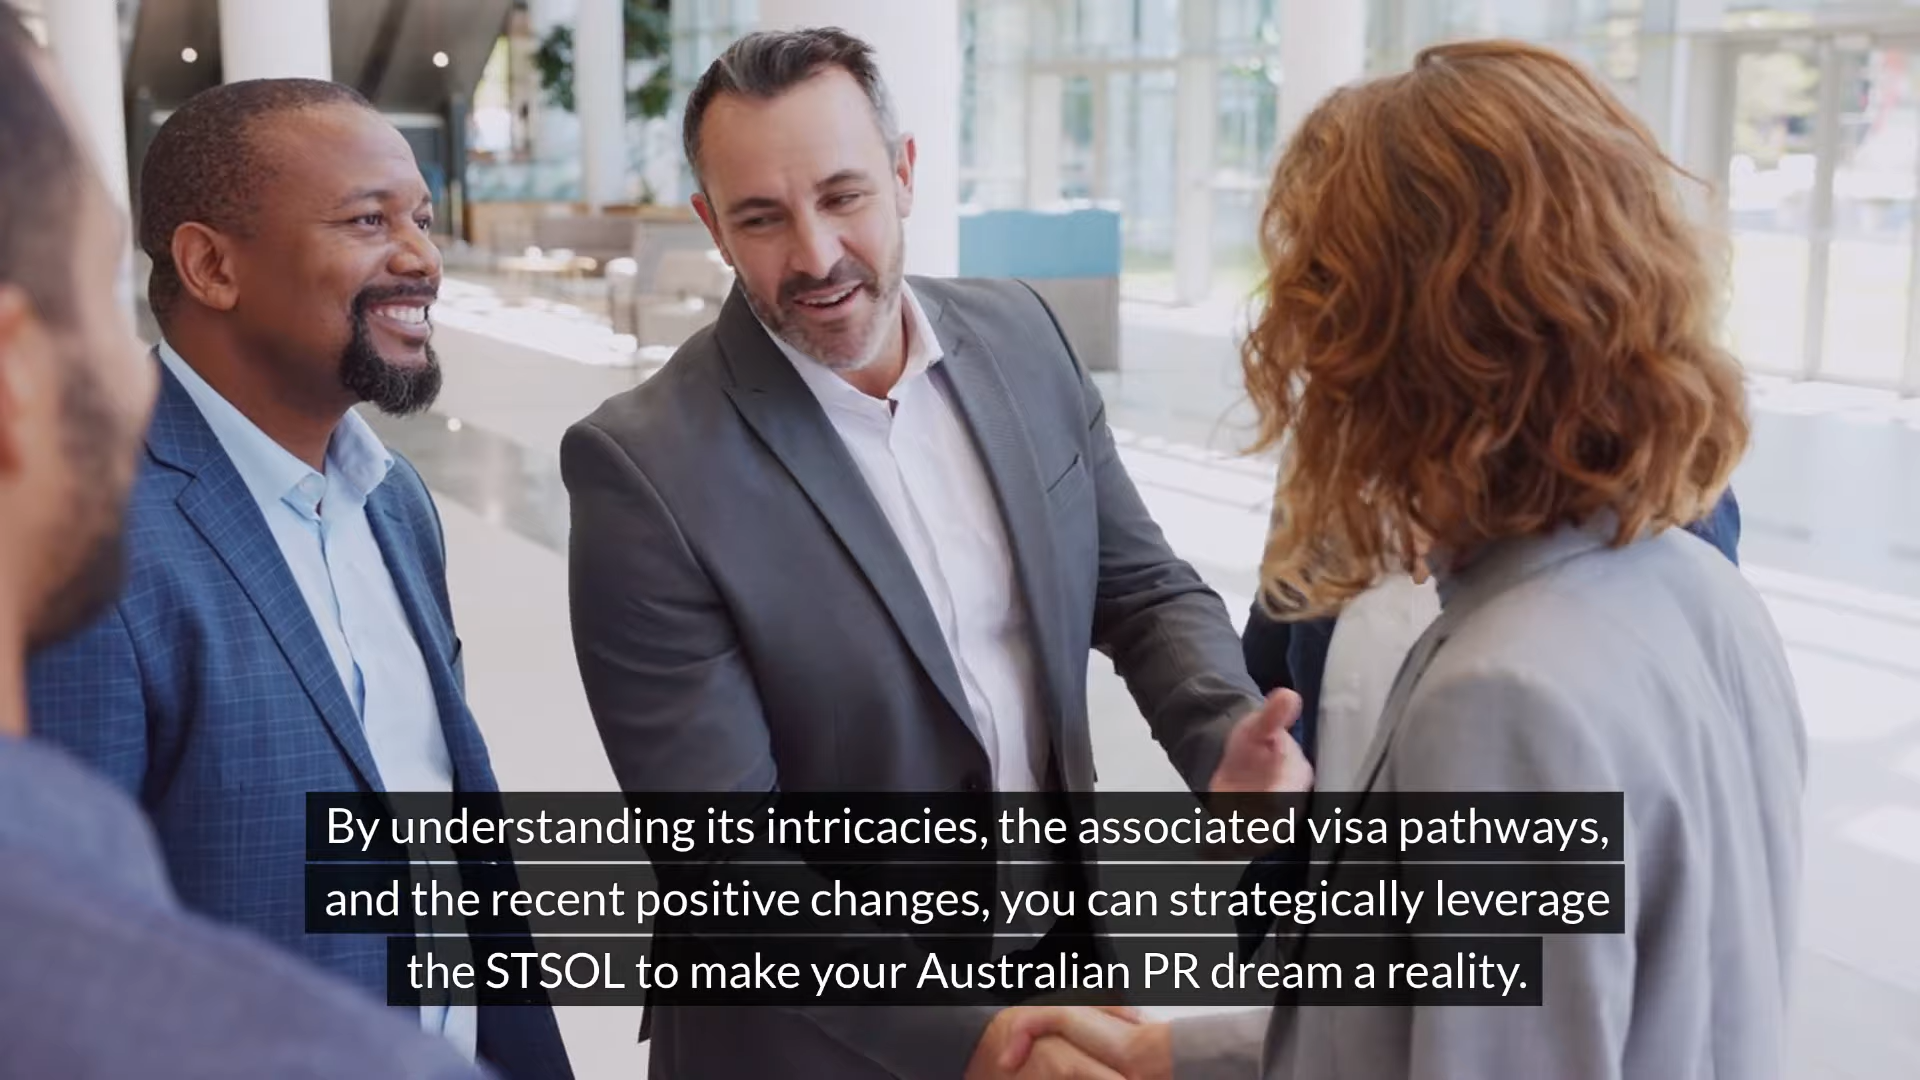 By understanding its intricacies, the associated visa pathways,
and the recent positive changes, you can strategically leverage
the STSOL to make your Australian PR dream a reality.